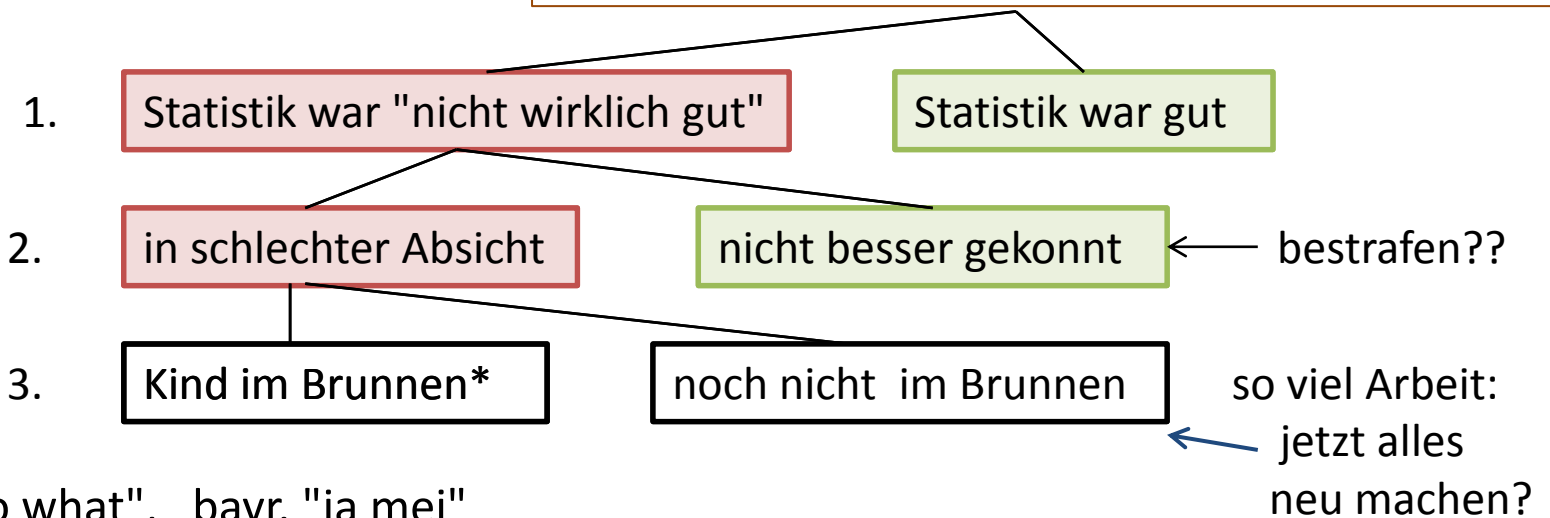 1. Statistik war "nicht wirklich gut" Statistik war gut
2. in schlechter Absicht nicht besser gekonnt bestrafen??
3. Kind im Brunnen* noch nicht im Brunnen so viel Arbeit:
jetzt alles
neu machen?
what", bayr. "ja mei"